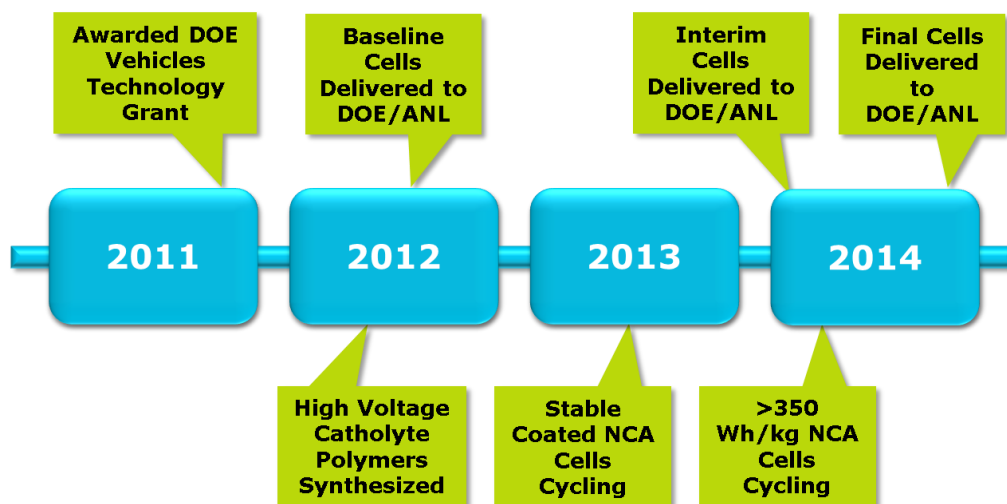 Awarded DOE
Vehicles
Technology
Grant
Baseline
Cells
Delivered to
DOE/ANL
Interim
Cells
Delivered to
DOE/ANL
Final Cells
Delivered
to
DOE/ANL
2011
2012
2013
2014
High Voltage
Catholyte
Polymers
Synthesized
Stable
Coated NCA
Cells
Cycling
>350
Wh/kg NCA
Cells
Cycling